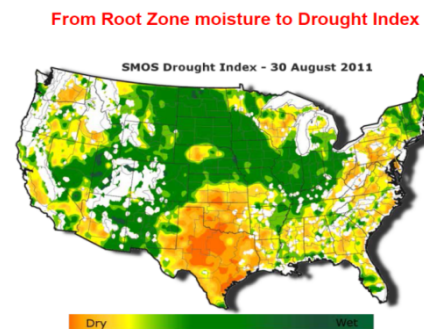 From Root Zone moisture to Drought Index
SMOS Drought Index - 30 August 2011
Dry Wet